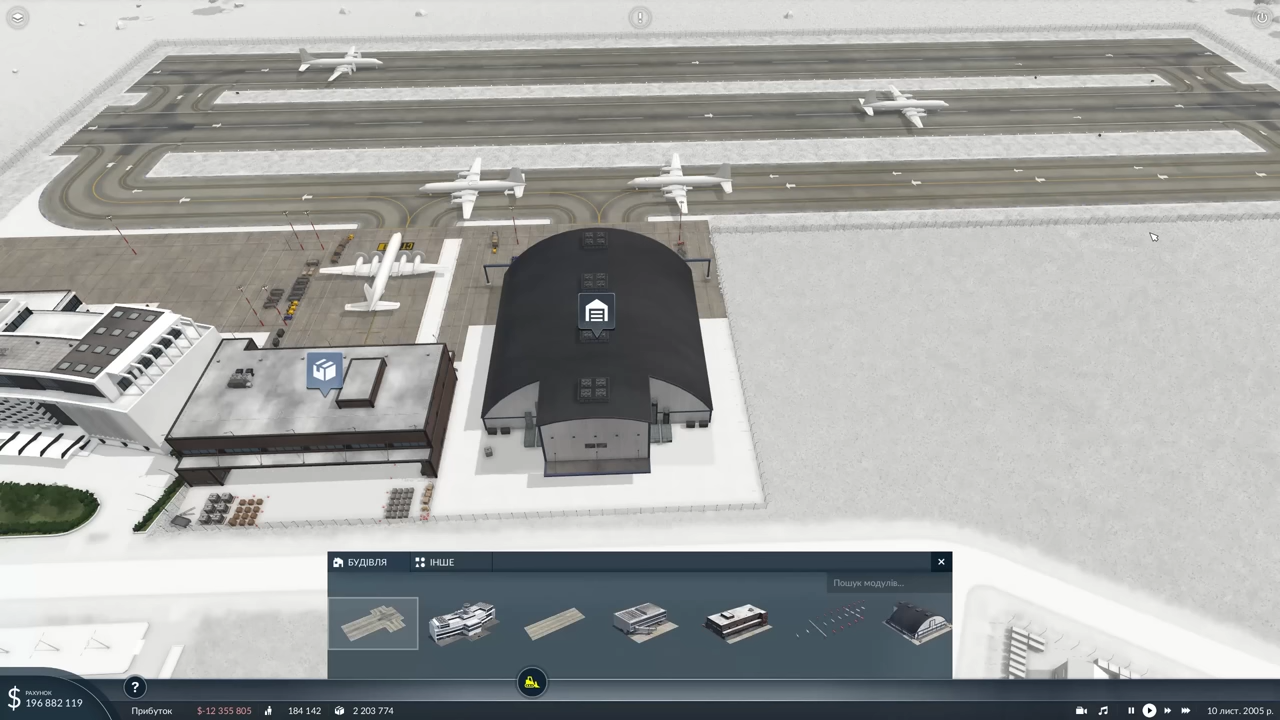 БУДІВЛЯ
ІНШЕ
Пошук модулів...
РАХУНОК
$ 196 882 119
?
Прибуток
$-12 355 805
184 142
2 203 774
10 лист. 2005 р.